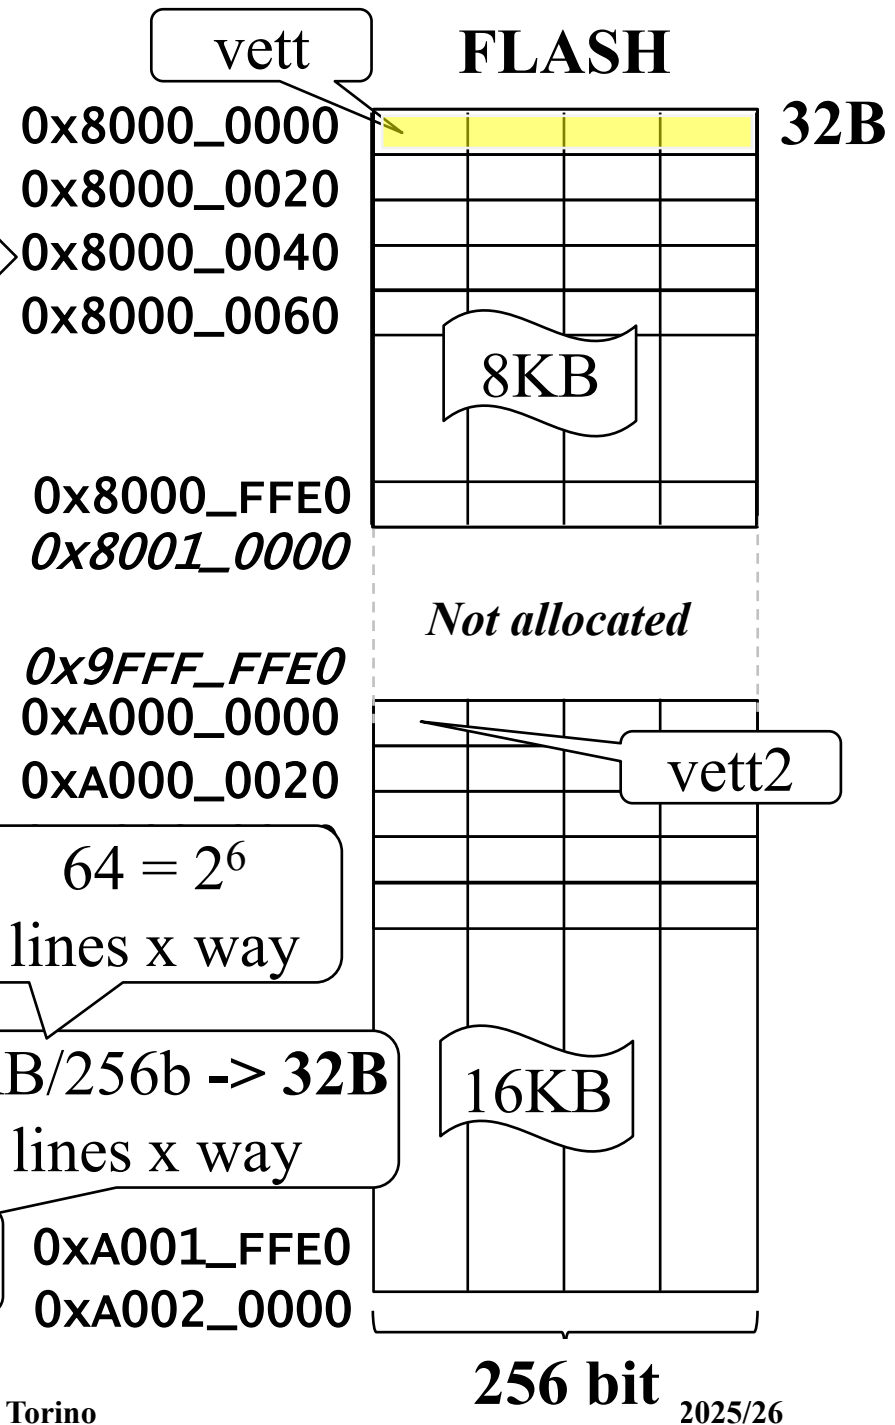 vett
FLASH
0x8000_0000
32B
0x8000_0020
0x8000_0040
0x8000_0060
8KB
0x8000_FFE0
0x8001_0000
Not allocated
0x9FFF_FFE0
0xA000_0000
0xA000_0020
vett2
64 = 2⁶
lines x way
B/256b -> 32B
lines x way
16KB
0xA001_FFE0
0xA002_0000
256 bit
Torino
2025/26